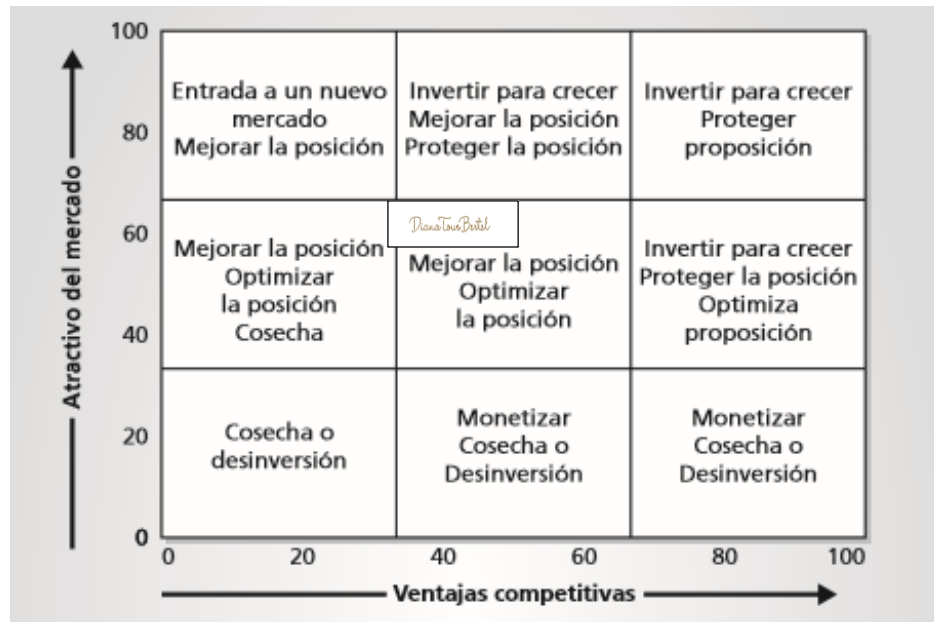 100
80
60
40
20
0
Atractivo del mercado
Entrada a un nuevo
mercado
Mejorar la posición
Invertir para crecer
Mejorar la posición
Proteger la posición
Invertir para crecer
Proteger
proposición
DianaTousBertel
Mejorar la posición
Optimizar
la posición
Cosecha
Mejorar la posición
Optimizar
la posición
Invertir para crecer
Proteger la posición
Optimiza
proposición
Cosecha o
desinversión
Monetizar
Cosecha o
Desinversión
Monetizar
Cosecha o
Desinversión
0 20 40 60 80 100
Ventajas competitivas